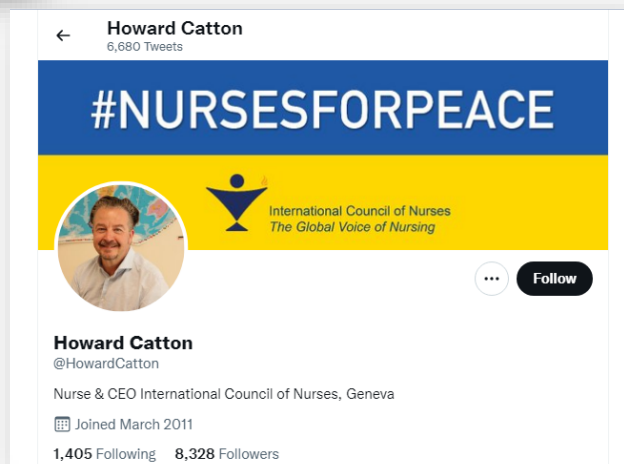 Howard Catton
6,680 Tweets
#NURSESFORPEACE
International Council of Nurses
The Global Voice of Nursing
Follow
Howard Catton
@HowardCatton
Nurse & CEO International Council of Nurses, Geneva
Joined March 2011
1,405 Following 8,328 Followers